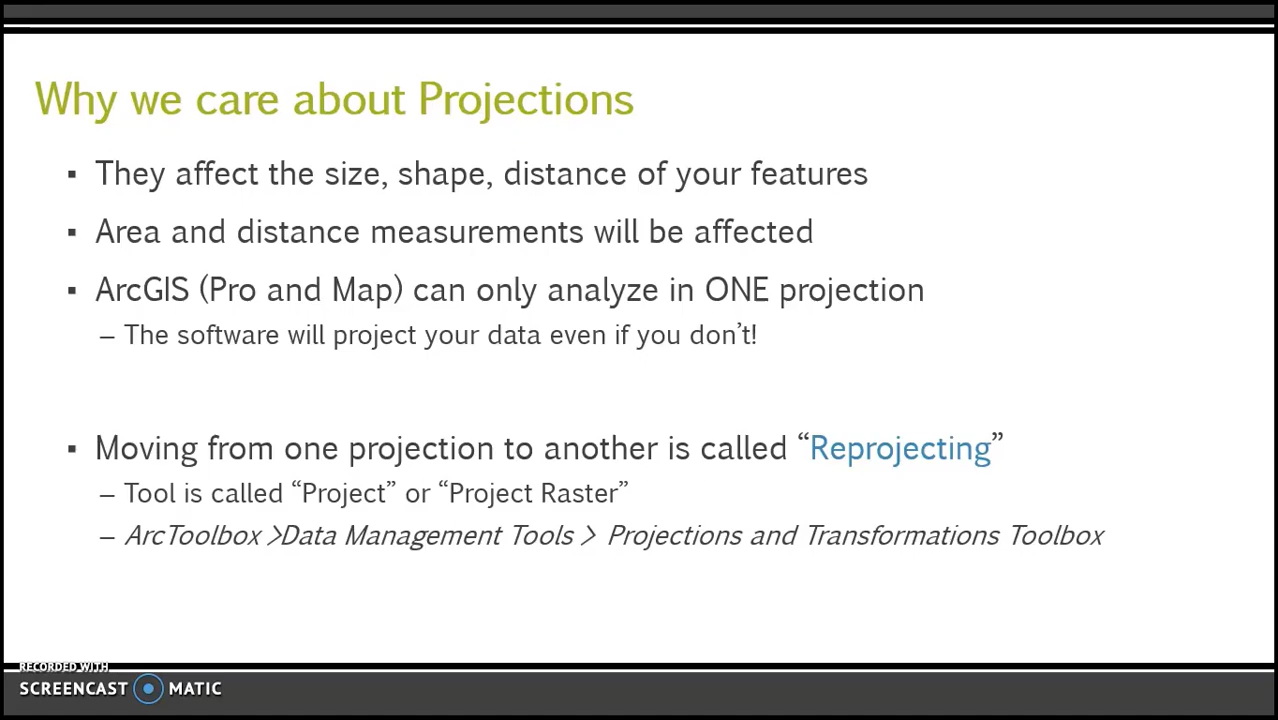 Why we care about Projections
▪ They affect the size, shape, distance of your features
▪ Area and distance measurements will be affected
▪ ArcGIS (Pro and Map) can only analyze in ONE projection
– The software will project your data even if you don’t!
▪ Moving from one projection to another is called “Reprojecting”
– Tool is called “Project” or “Project Raster”
– ArcToolbox >Data Management Tools > Projections and Transformations Toolbox
RECORDED WITH
SCREENCAST MATIC